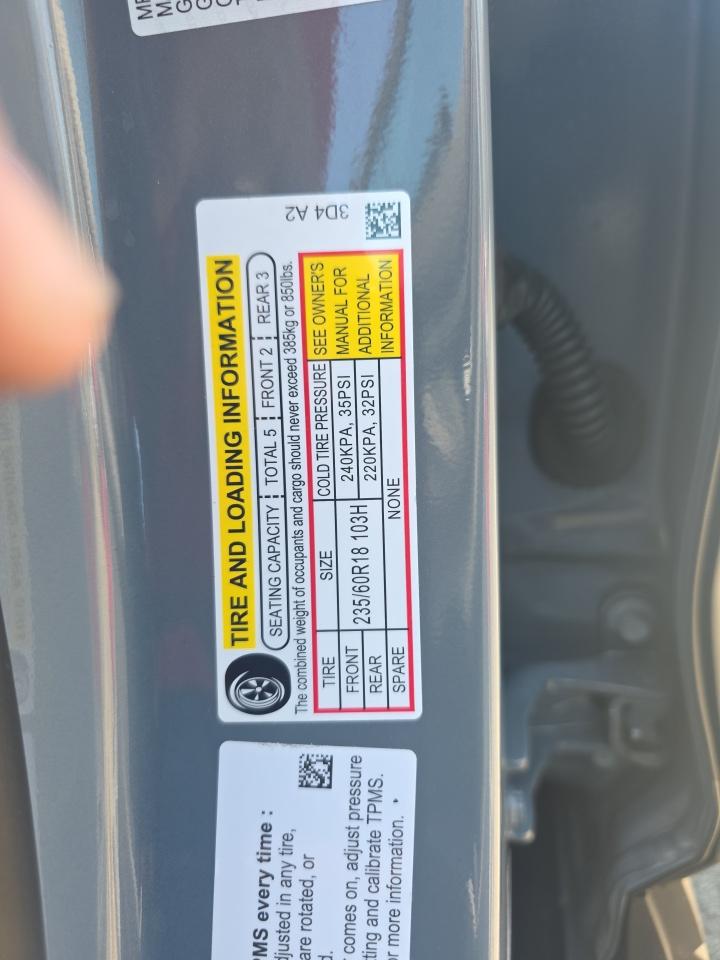 TIRE AND LOADING INFORMATION
SEATING CAPACITY TOTAL 5 FRONT 2 REAR 3
The combined weight of occupants and cargo should never exceed 385kg or 850lbs.
TIRE SIZE COLD TIRE PRESSURE SEE OWNER'S
FRONT 235/60R18 103H 240KPA, 35PSI MANUAL FOR
REAR 220KPA, 32PSI ADDITIONAL
SPARE NONE INFORMATION
3D4 A2
PMS every time :
djusted in any tire,
are rotated, or
d.
comes on, adjust pressure
tting and calibrate TPMS.
or more information.